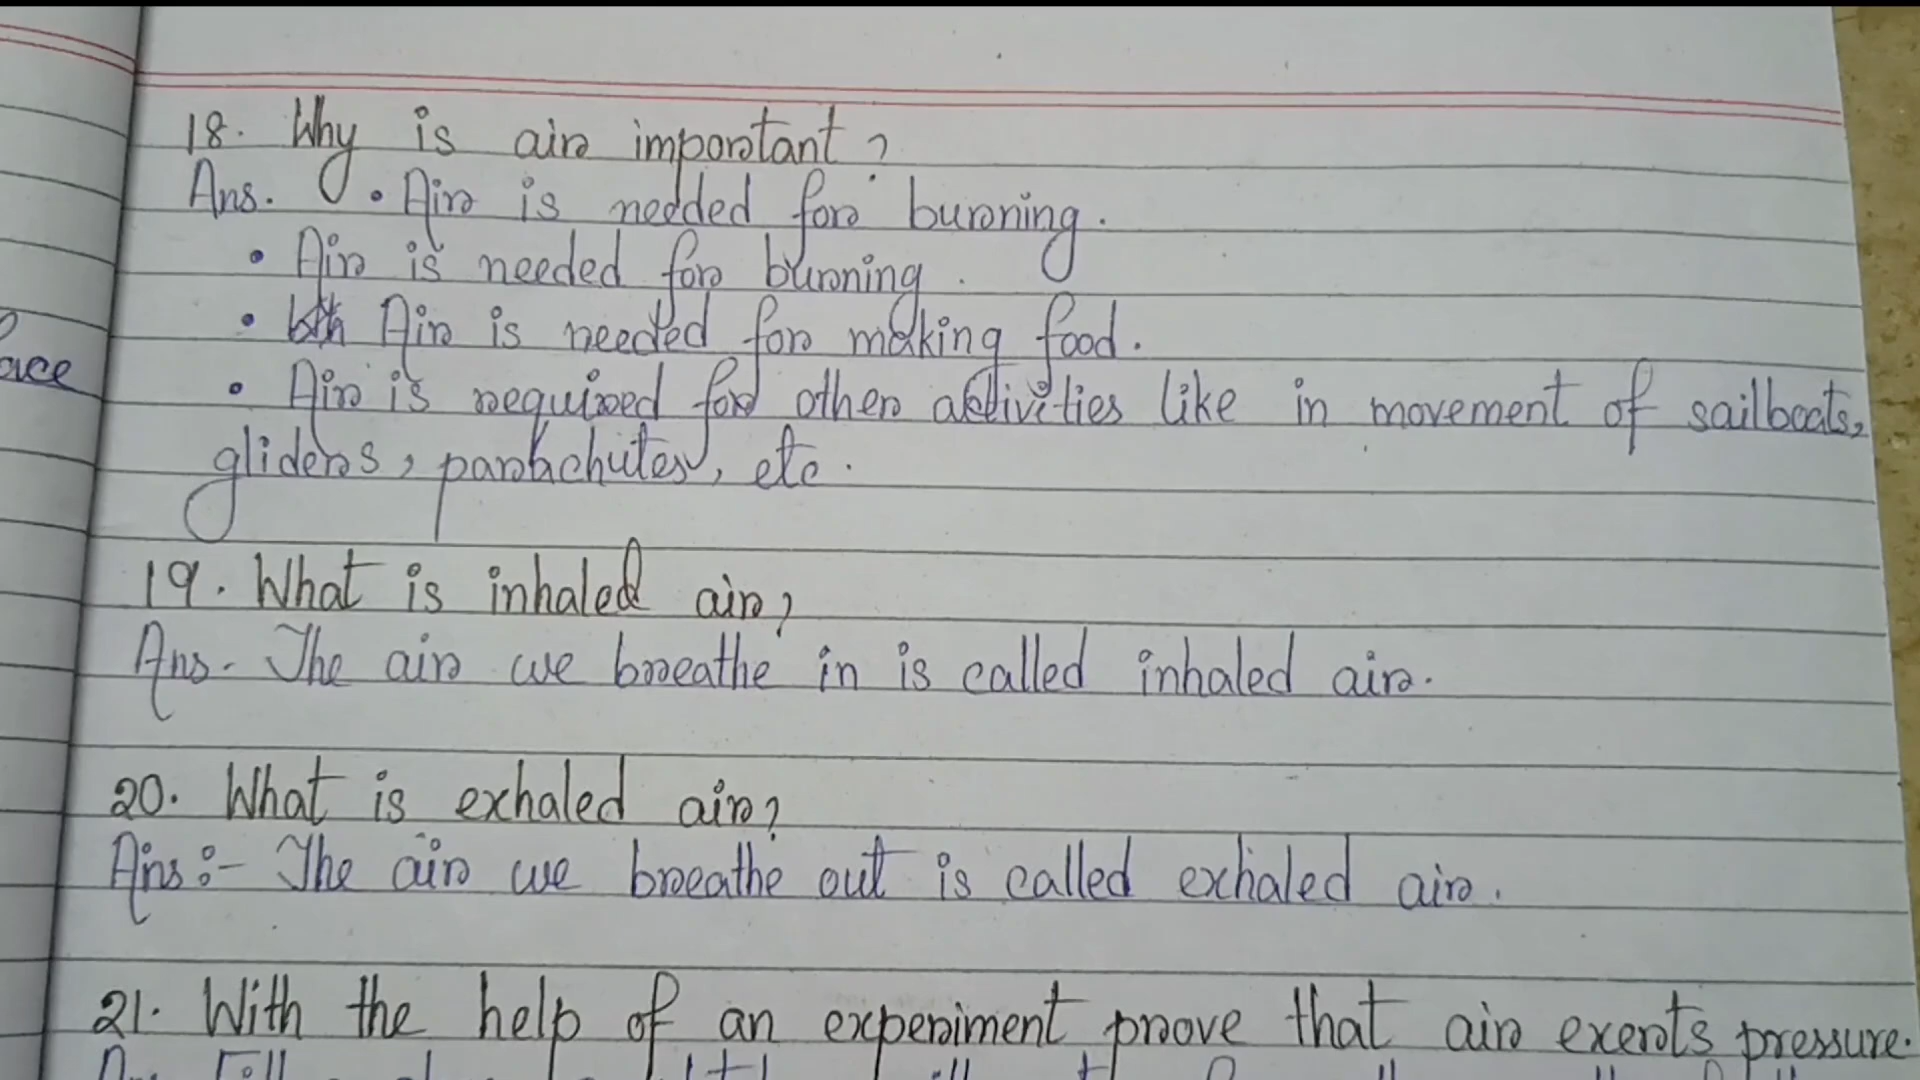 18. Why is air important?
Ans. • Air is needed for burning.
• Air is needed for burning.
• Air is needed for making food.
• Air is required for other activities like in movement of sailboats,
gliders, parachutes, etc.
19. What is inhaled air?
Ans. The air we breathe in is called inhaled air.
20. What is exhaled air?
Ans :- The air we breathe out is called exhaled air.
21. With the help of an experiment prove that air exerts pressure.